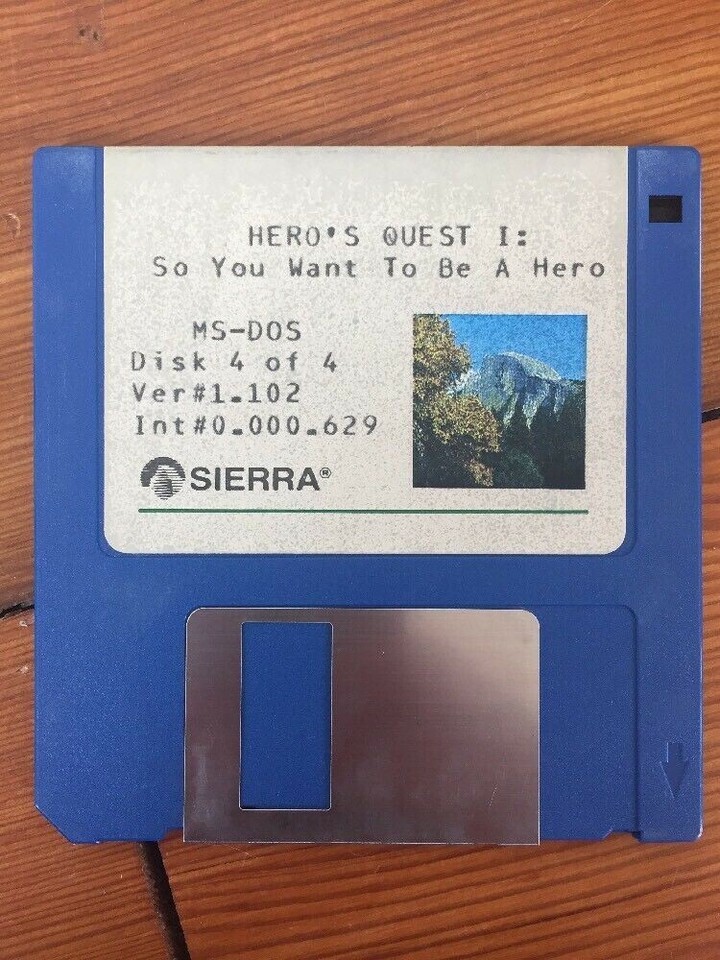 HERO'S QUEST I:
So You Want To Be A Hero
MS-DOS
Disk 4 of 4
Ver#1.102
Int#0.000.629
SIERRA®